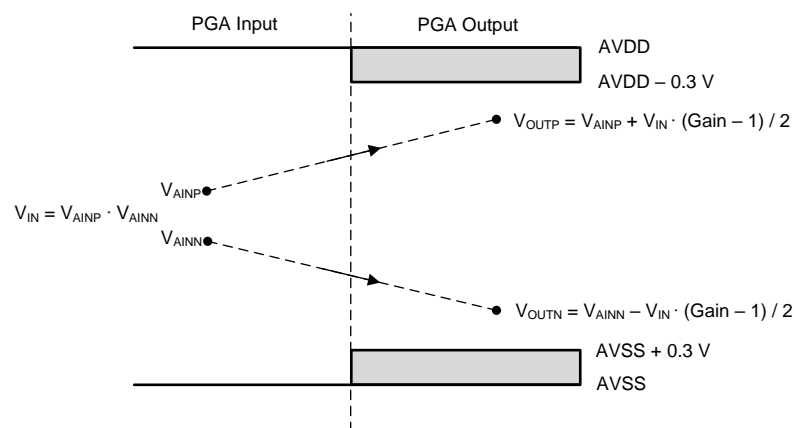 PGA Input
PGA Output
AVDD
AVDD – 0.3 V
V_OUTP = V_AINP + V_IN · (Gain – 1) / 2
V_AINP
V_IN = V_AINP · V_AINN
V_AINN
V_OUTN = V_AINN – V_IN · (Gain – 1) / 2
AVSS + 0.3 V
AVSS